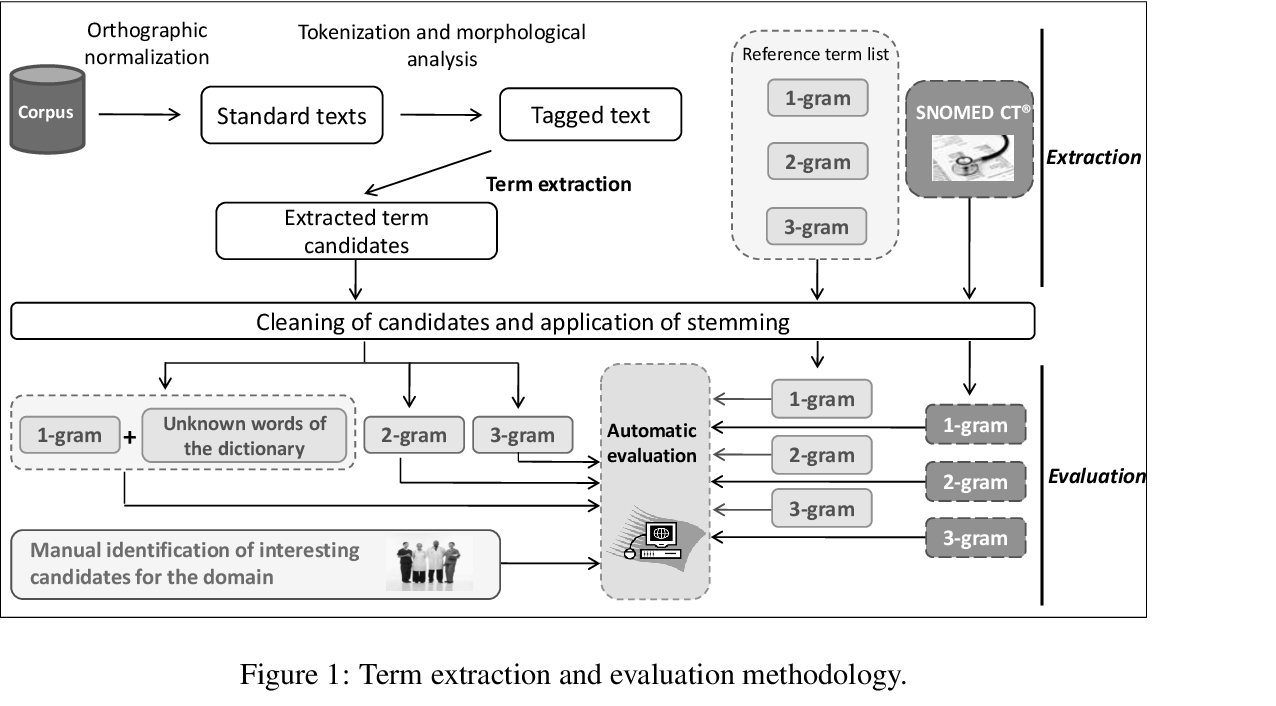 Orthographic
normalization
Tokenization and morphological
analysis
Corpus
Standard texts
Tagged text
Term extraction
Extracted term
candidates
Reference term list
1-gram
2-gram
3-gram
SNOMED CT®
Extraction
Cleaning of candidates and application of stemming
1-gram
+
Unknown words of
the dictionary
2-gram
3-gram
Manual identification of interesting
candidates for the domain
Automatic
evaluation
1-gram
2-gram
3-gram
1-gram
2-gram
3-gram
Evaluation
Figure 1: Term extraction and evaluation methodology.